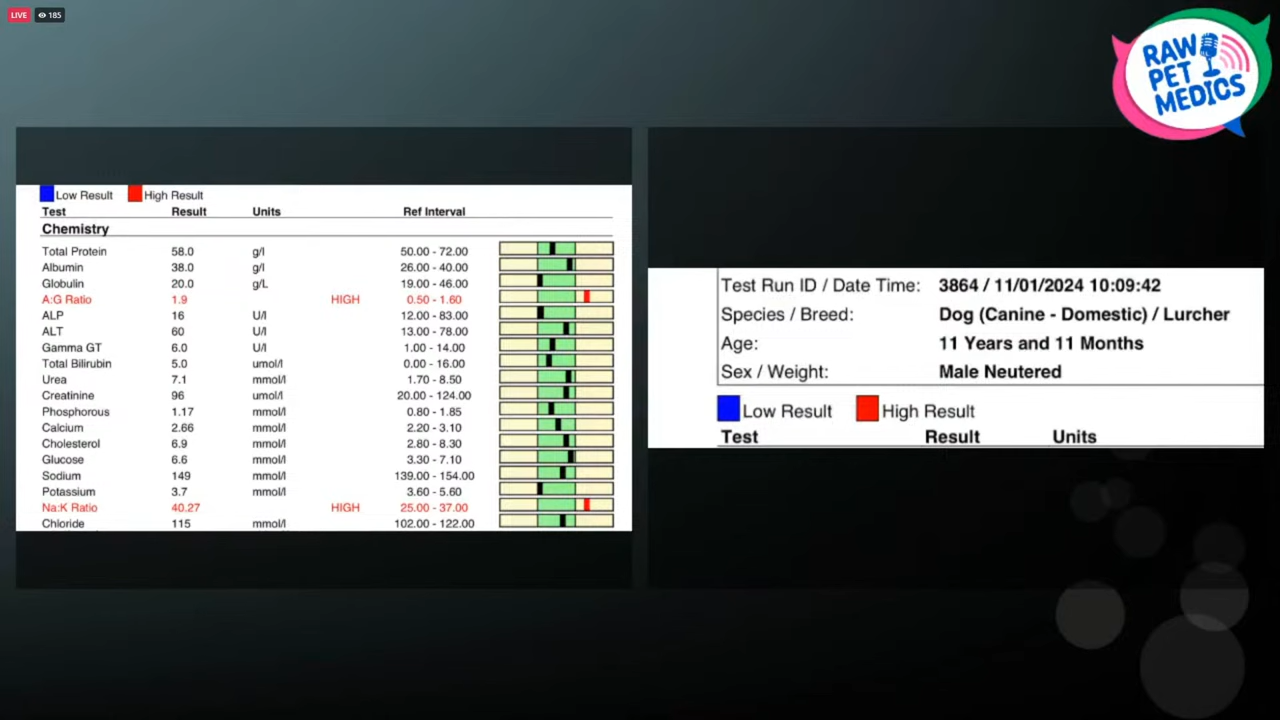 LIVE 185
RAW
PET
MEDICS
Low Result High Result
Test Result Units Ref Interval
Chemistry
Total Protein 58.0 g/l 50.00 - 72.00
Albumin 38.0 g/l 26.00 - 40.00
Globulin 20.0 g/L 19.00 - 46.00
A:G Ratio 1.9 HIGH 0.50 - 1.60
ALP 16 U/l 12.00 - 83.00
ALT 60 U/l 13.00 - 78.00
Gamma GT 6.0 U/l 1.00 - 14.00
Total Bilirubin 5.0 umol/l 0.00 - 16.00
Urea 7.1 mmol/l 1.70 - 8.50
Creatinine 96 umol/l 20.00 - 124.00
Phosphorous 1.17 mmol/l 0.80 - 1.85
Calcium 2.66 mmol/l 2.20 - 3.10
Cholesterol 6.9 mmol/l 2.80 - 8.30
Glucose 6.6 mmol/l 3.30 - 7.10
Sodium 149 mmol/l 139.00 - 154.00
Potassium 3.7 mmol/l 3.60 - 5.60
Na:K Ratio 40.27 HIGH 25.00 - 37.00
Chloride 115 mmol/l 102.00 - 122.00
Test Run ID / Date Time: 3864 / 11/01/2024 10:09:42
Species / Breed: Dog (Canine - Domestic) / Lurcher
Age: 11 Years and 11 Months
Sex / Weight: Male Neutered
Low Result High Result
Test Result Units